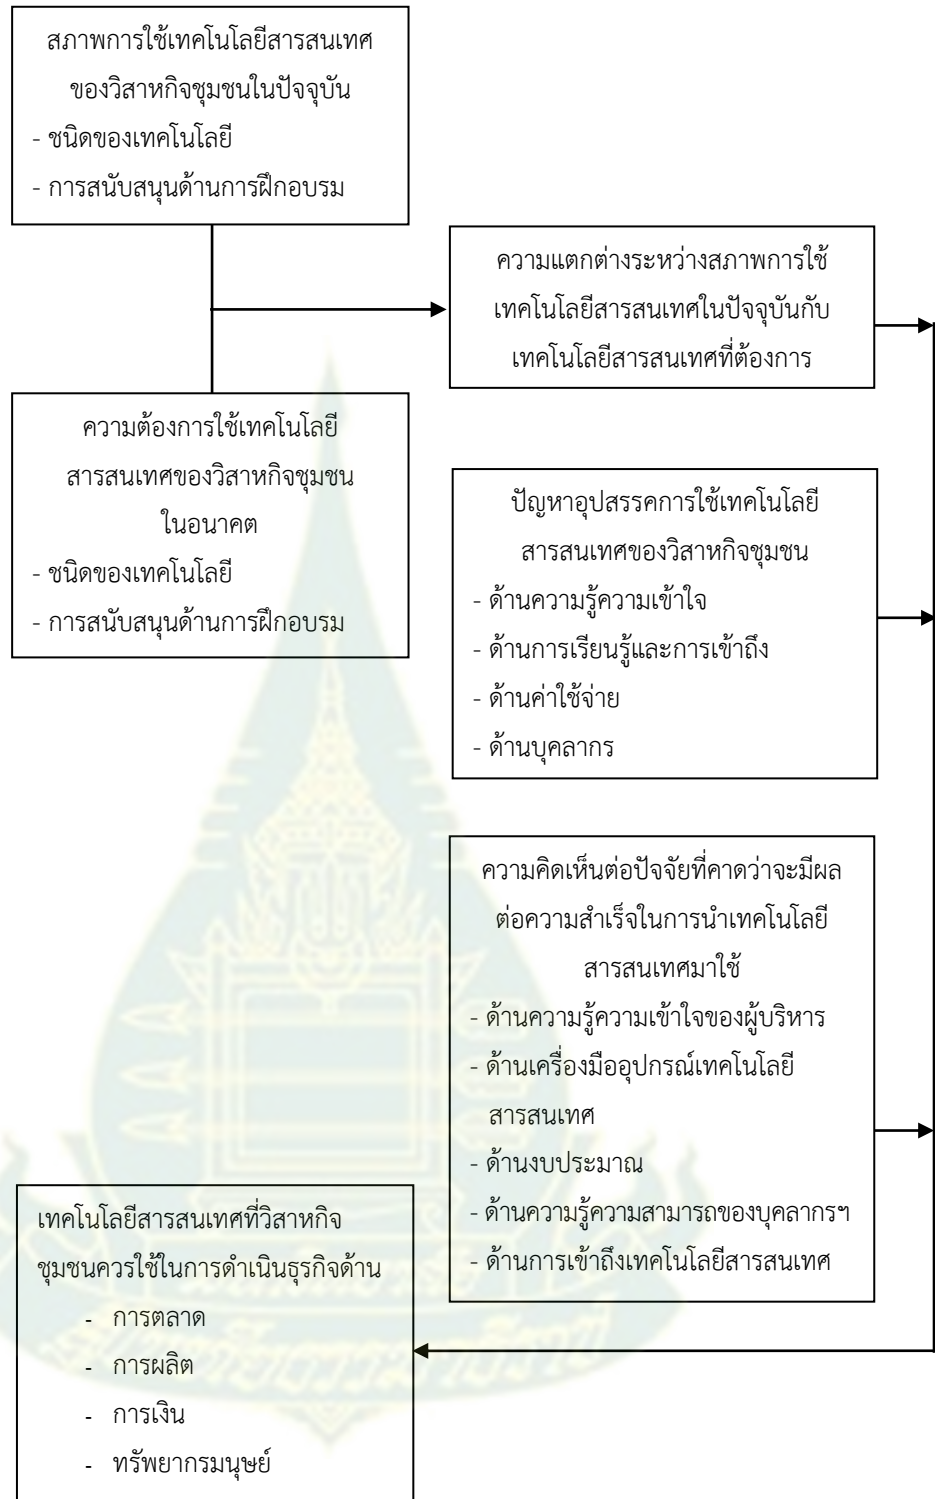 สภาพการใช้เทคโนโลยีสารสนเทศ
ของวิสาหกิจชุมชนในปัจจุบัน
- ชนิดของเทคโนโลยี
- การสนับสนุนด้านการฝึกอบรม
ความแตกต่างระหว่างสภาพการใช้
เทคโนโลยีสารสนเทศในปัจจุบันกับ
เทคโนโลยีสารสนเทศที่ต้องการ
ความต้องการใช้เทคโนโลยี
สารสนเทศของวิสาหกิจชุมชน
ในอนาคต
- ชนิดของเทคโนโลยี
- การสนับสนุนด้านการฝึกอบรม
ปัญหาอุปสรรคการใช้เทคโนโลยี
สารสนเทศของวิสาหกิจชุมชน
- ด้านความรู้ความเข้าใจ
- ด้านการเรียนรู้และการเข้าถึง
- ด้านค่าใช้จ่าย
- ด้านบุคลากร
ความคิดเห็นต่อปัจจัยที่คาดว่าจะมีผล
ต่อความสำเร็จในการนำเทคโนโลยี
สารสนเทศมาใช้
- ด้านความรู้ความเข้าใจของผู้บริหาร
- ด้านเครื่องมืออุปกรณ์เทคโนโลยี
สารสนเทศ
- ด้านงบประมาณ
- ด้านความรู้ความสามารถของบุคลากรฯ
- ด้านการเข้าถึงเทคโนโลยีสารสนเทศ
เทคโนโลยีสารสนเทศที่วิสาหกิจ
ชุมชนควรใช้ในการดำเนินธุรกิจด้าน
- การตลาด
- การผลิต
- การเงิน
- ทรัพยากรมนุษย์